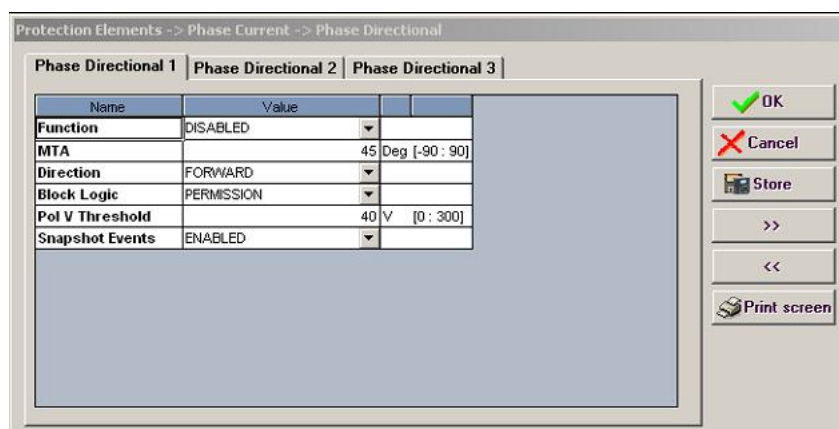 Protection Elements -> Phase Current -> Phase Directional
Phase Directional 1 Phase Directional 2 Phase Directional 3
Name Value
Function DISABLED
MTA 45 Deg [-90 : 90]
Direction FORWARD
Block Logic PERMISSION
Pol V Threshold 40 V [0 : 300]
Snapshot Events ENABLED
OK
Cancel
Store
>>
<<
Print screen